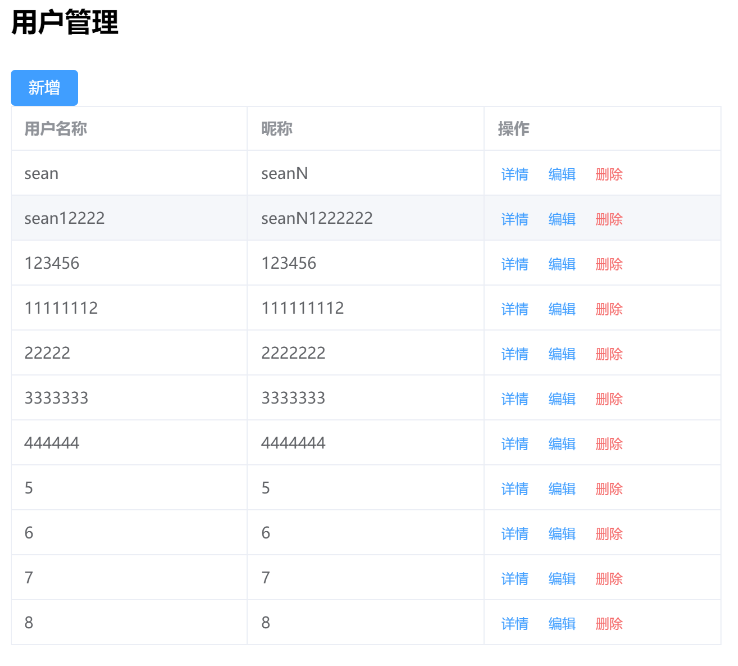 用户管理
新增
用户名称 昵称 操作
sean seanN 详情 编辑 删除
sean12222 seanN1222222 详情 编辑 删除
123456 123456 详情 编辑 删除
11111112 111111112 详情 编辑 删除
22222 2222222 详情 编辑 删除
3333333 3333333 详情 编辑 删除
444444 4444444 详情 编辑 删除
5 5 详情 编辑 删除
6 6 详情 编辑 删除
7 7 详情 编辑 删除
8 8 详情 编辑 删除